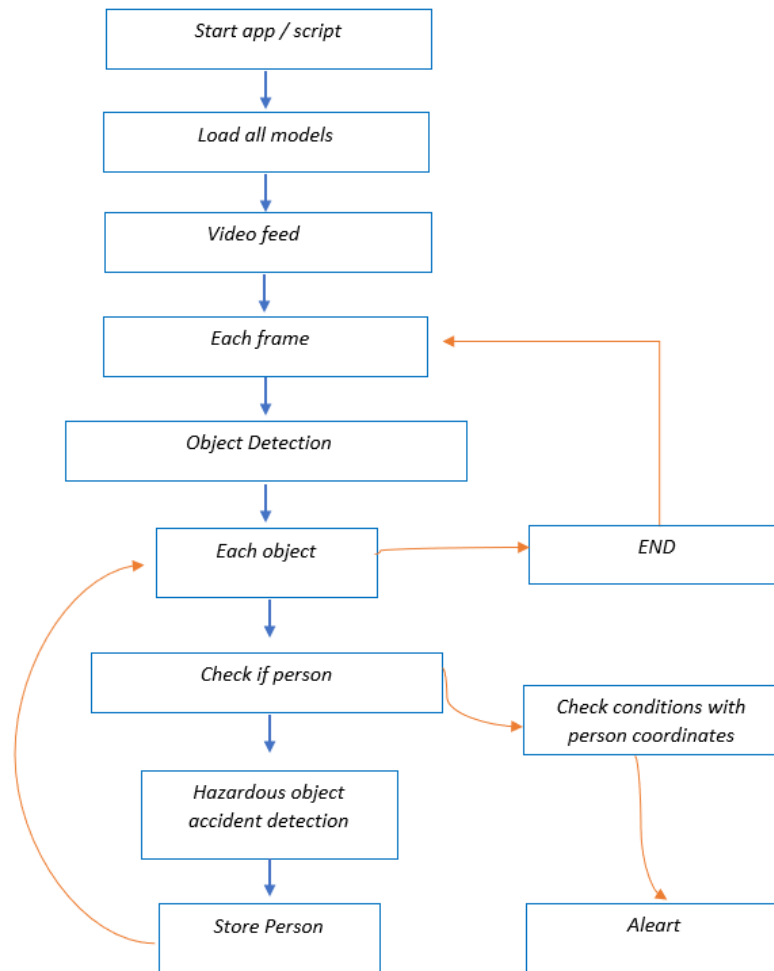 Start app / script
Load all models
Video feed
Each frame
Object Detection
Each object
END
Check if person
Check conditions with
person coordinates
Hazardous object
accident detection
Store Person
Aleart